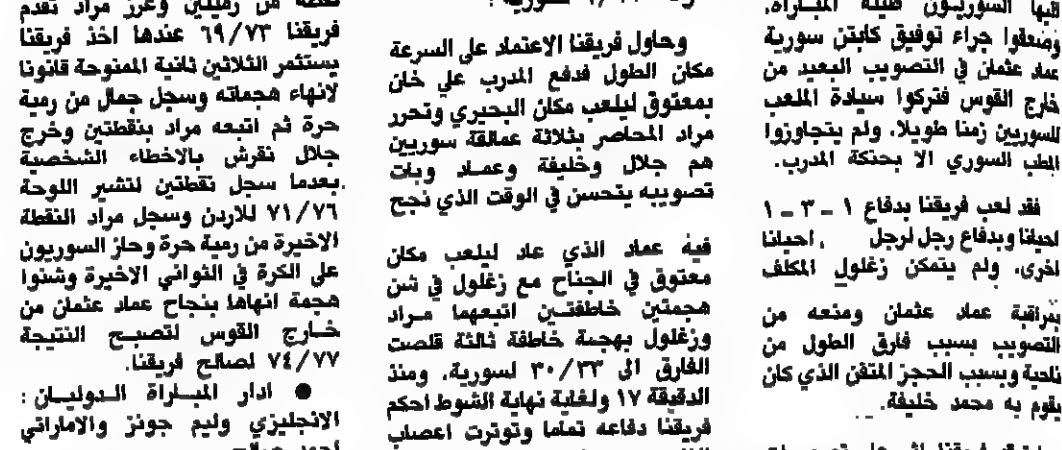 فيها السوريون طيلة المباراة،
وصنعوا جراء توفيق كابتن سورية
عماد عثمان في التصويب البعيد من
خارج القوس فتركوا سيادة الملعب
للسوريين زمنا طويلا. ولم يتجاوزوا
المطب السوري الا بحنكة المدرب.
فقد لعب فريقنا بدفاع ١ ـ ٣ ـ ١
احيانا وبدفاع رجل لرجل . احيانا
اخرى، ولم يتمكن زغلول المكلف
بمراقبة عماد عثمان ومنعه من
التصويب بسبب فارق الطول من
ناحية وبسبب الحجز المتقن الذي كان
يقوم به محمد خليفة.
وحاول فريقنا الاعتماد على السرعة
مكان الطول فدفع المدرب علي خان
بمعتوق ليلعب مكان البحيري وتحرر
مراد المحاصر بثلاثة عمالقة سوريين
هم جلال وخليفة وعماد وبات
تصويبه يتحسن في الوقت الذي نجح
فيه عماد الذي عاد ليلعب مكان
معتوق في الجناح مع زغلول في شن
هجمتين خاطفتين اتبعهما مراد
وزغلول بهجمة خاطفة ثالثة قلصت
الفارق الى ٣٠/٣٣ لسورية. ومنذ
الدقيقة ١٧ ولغاية نهاية الشوط احكم
فريقنا دفاعه تماما وتوترت اعصاب
نقطة من رميتين وعزز مراد تقدم
فريقنا ٦٩/٧٣ عندها اخذ فريقنا
يستثمر الثلاثين ثانية الممنوحة قانونا
لانهاء هجماته وسجل جمال من رمية
حرة ثم اتبعه مراد بنقطتين وخرج
جلال نقرش بالاخطاء الشخصية
بعدما سجل نقطتين لتشير اللوحة
٧١/٧٦ للاردن وسجل مراد النقطة
الاخيرة من رمية حرة وحاز السوريون
على الكرة في الثواني الاخيرة وشنوا
هجمة انهاها بنجاح عماد عثمان من
خارج القوس لتصبح النتيجة
٧٤/٧٧ لصالح فريقنا.
● ادار المباراة الدوليان :
الانجليزي وليم جونز والاماراتي